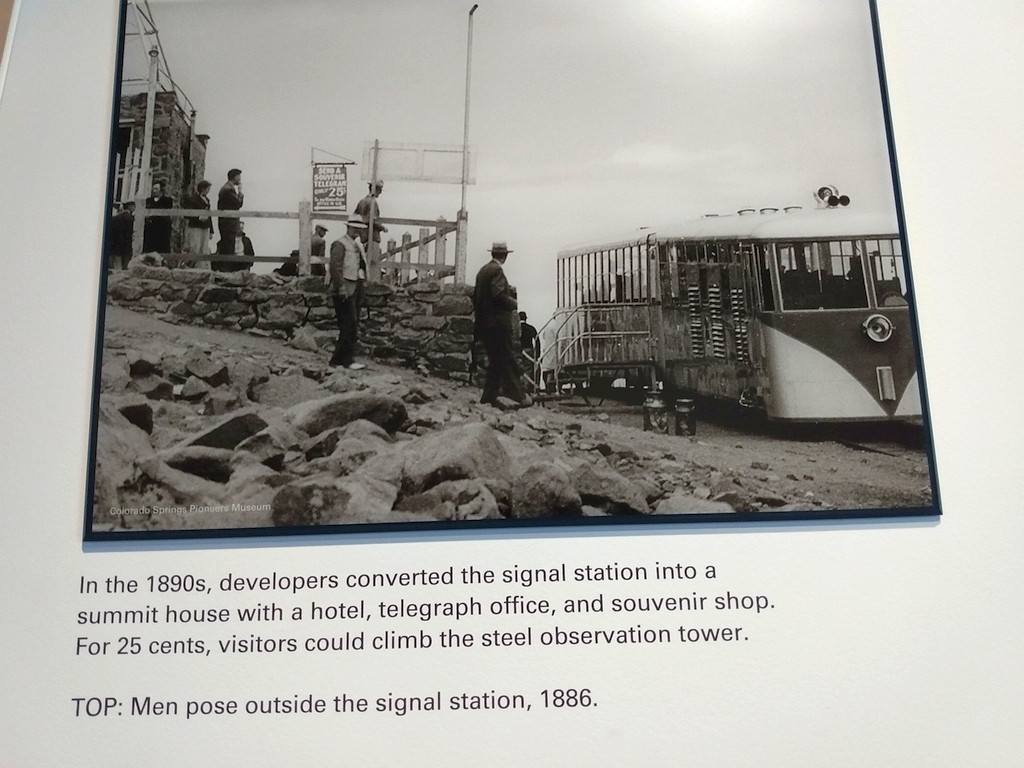 SEND A
SOUVENIR
TELEGRAM
ONLY 25¢
Colorado Springs Pioneers Museum
In the 1890s, developers converted the signal station into a
summit house with a hotel, telegraph office, and souvenir shop.
For 25 cents, visitors could climb the steel observation tower.
TOP: Men pose outside the signal station, 1886.